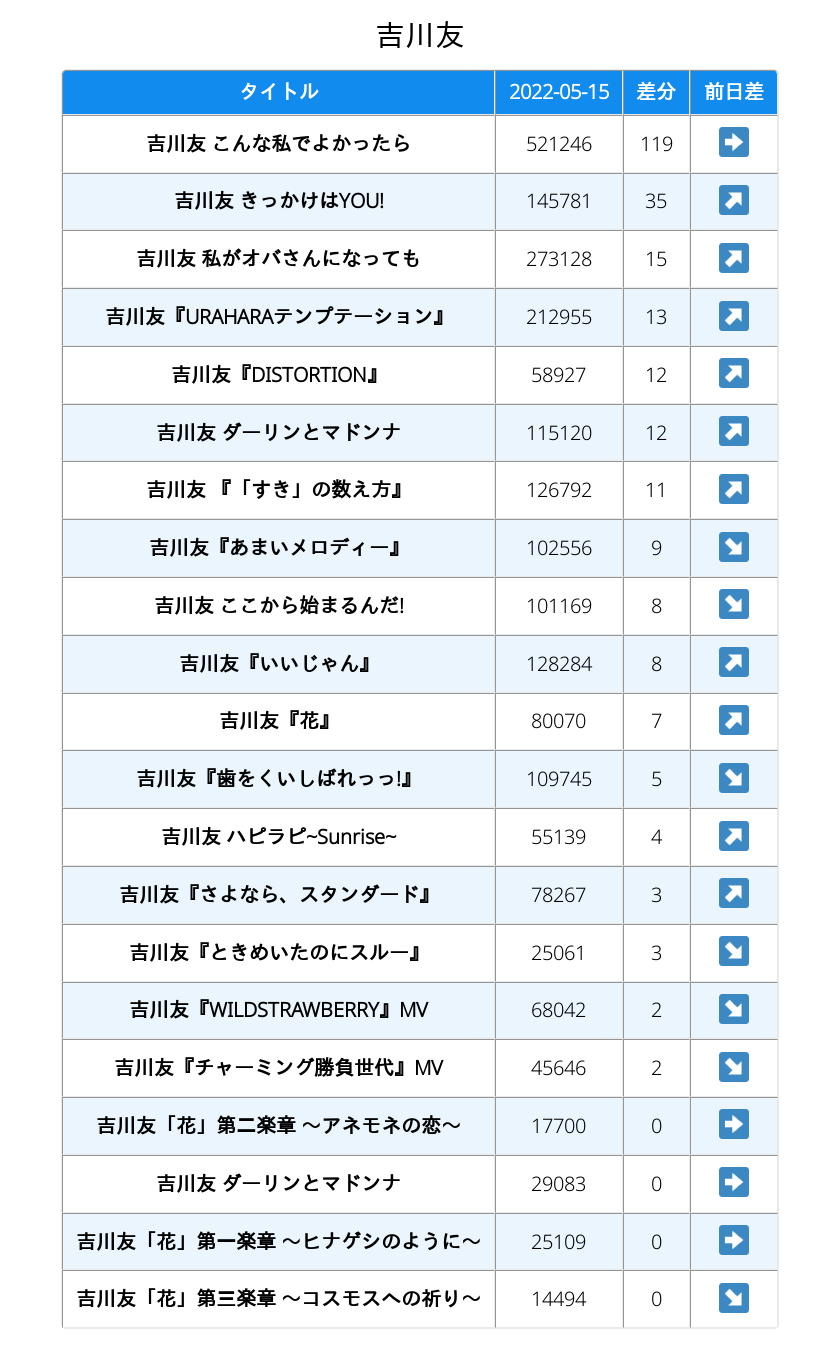 吉川友
タイトル 2022-05-15 差分 前日差
吉川友 こんな私でよかったら 521246 119 ➡
吉川友 きっかけはYOU! 145781 35 ↗
吉川友 私がオバさんになっても 273128 15 ↗
吉川友『URAHARAテンプテーション』 212955 13 ↗
吉川友『DISTORTION』 58927 12 ↗
吉川友 ダーリンとマドンナ 115120 12 ↗
吉川友 『「すき」の数え方』 126792 11 ↗
吉川友『あまいメロディー』 102556 9 ↘
吉川友 ここから始まるんだ! 101169 8 ↘
吉川友『いいじゃん』 128284 8 ↗
吉川友『花』 80070 7 ↗
吉川友『歯をくいしばれっっ!』 109745 5 ↘
吉川友 ハピラピ~Sunrise~ 55139 4 ↗
吉川友『さよなら、スタンダード』 78267 3 ↗
吉川友『ときめいたのにスルー』 25061 3 ↘
吉川友『WILDSTRAWBERRY』MV 68042 2 ↘
吉川友『チャーミング勝負世代』MV 45646 2 ↘
吉川友「花」第二楽章 〜アネモネの恋〜 17700 0 ➡
吉川友 ダーリンとマドンナ 29083 0 ➡
吉川友「花」第一楽章 〜ヒナゲシのように〜 25109 0 ➡
吉川友「花」第三楽章 〜コスモスへの祈り〜 14494 0 ↘